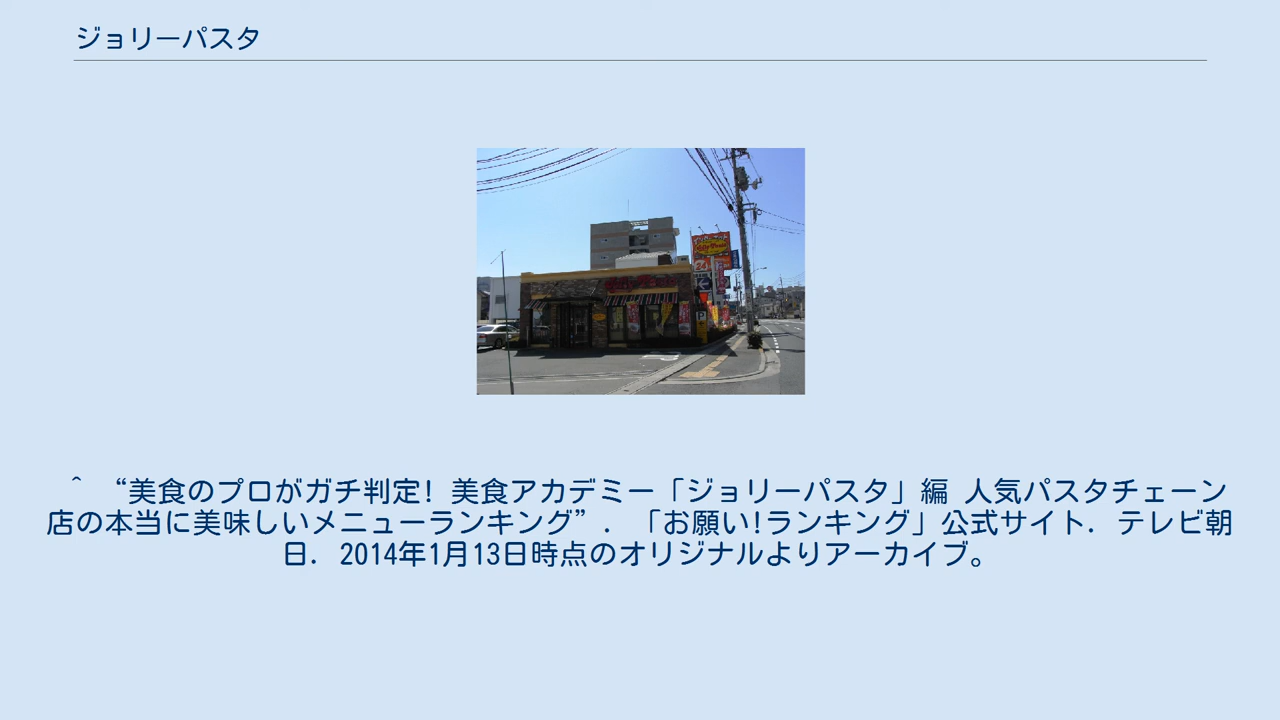 ジョリーパスタ
^ “美食のプロがガチ判定! 美食アカデミー「ジョリーパスタ」編 人気パスタチェーン
店の本当に美味しいメニューランキング”. 「お願い!ランキング」公式サイト. テレビ朝
日. 2014年1月13日時点のオリジナルよりアーカイブ。